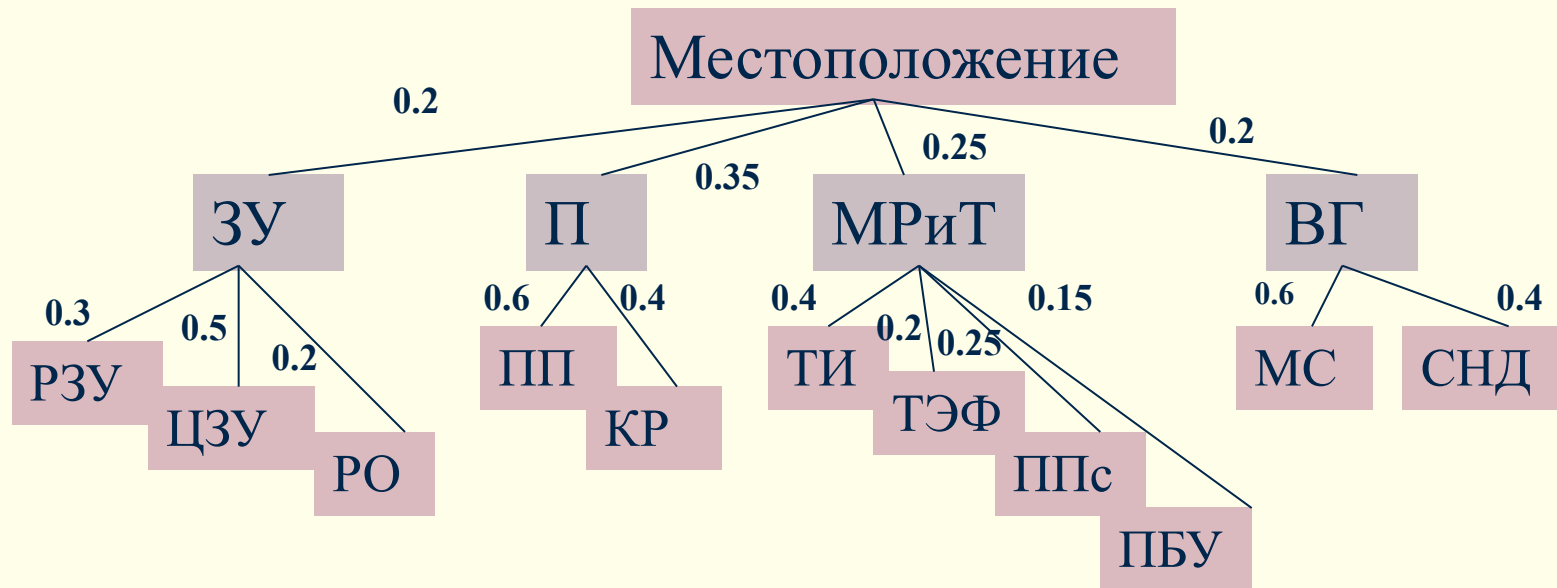 Местоположение
0.2
0.35
0.25
0.2
ЗУ
П
МРиТ
ВГ
0.3
0.5
0.2
0.6
0.4
0.4
0.2
0.25
0.15
0.6
0.4
РЗУ
ЦЗУ
РО
ПП
КР
ТИ
ТЭФ
ППс
ПБУ
МС
СНД